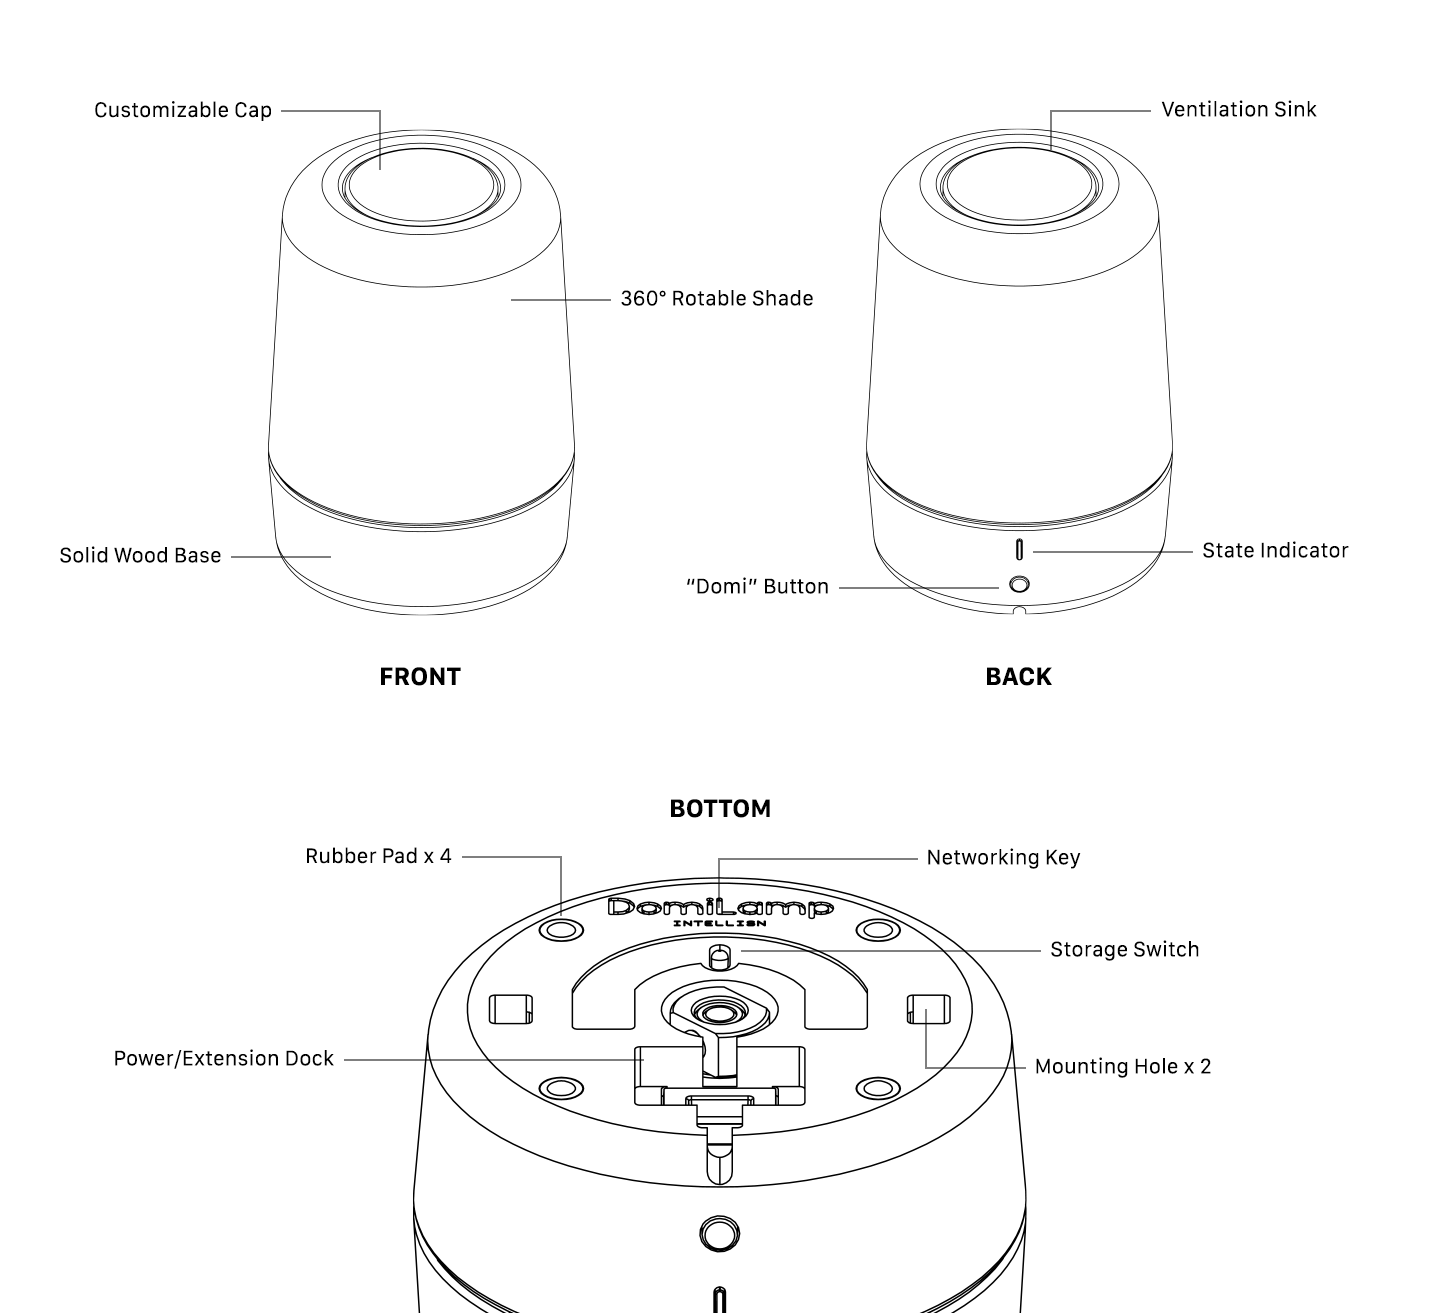 Customizable Cap
Ventilation Sink
360° Rotable Shade
Solid Wood Base
State Indicator
“Domi” Button
FRONT
BACK
BOTTOM
Rubber Pad x 4
Networking Key
DomiLamp
INTELLIGN
Storage Switch
Power/Extension Dock
Mounting Hole x 2